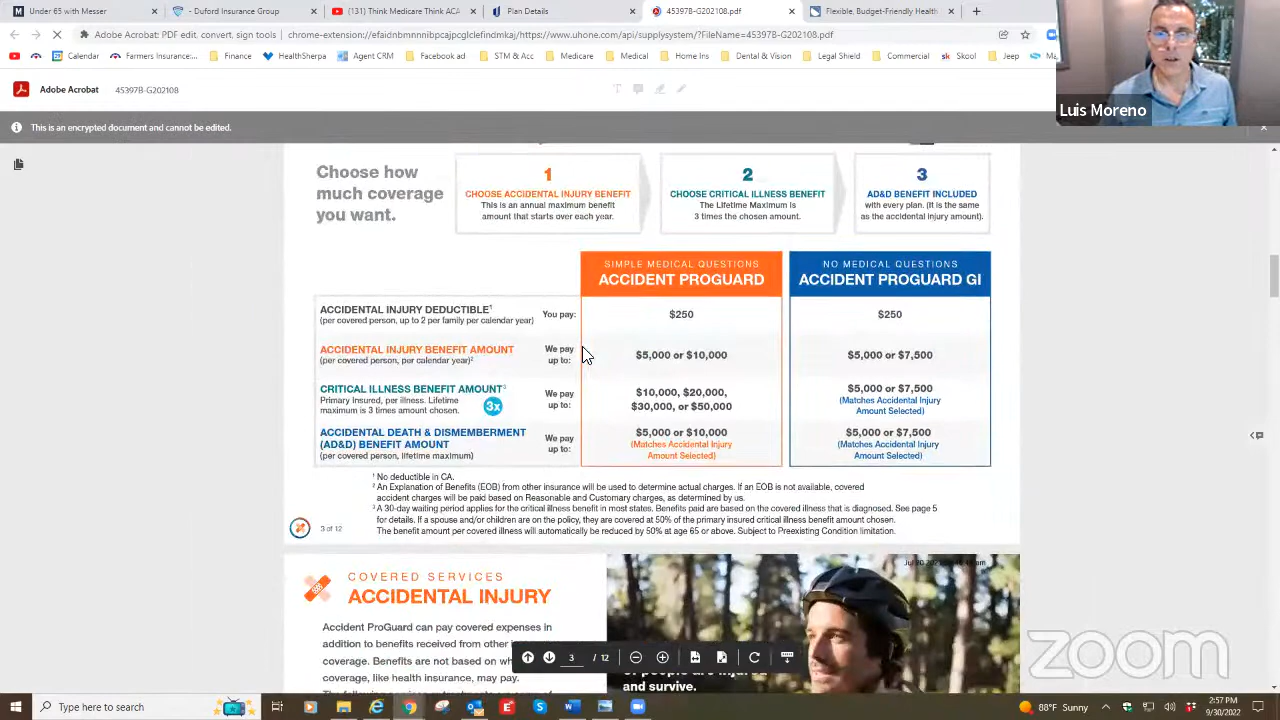 Under 65 with Messer
- Duford Insurance Group
(131) Think Medicare Think AC
Plan Details
45397B-G202108.pdf
Flexible, Budget-Friendly Health
Adobe Acrobat: PDF edit, convert, sign tools | chrome-extension://efaidnbmnnnibpcajpcglclefindmkaj/https://www.uhone.com/api/supplysystem/?FileName=45397B-G202108.pdf
Calendar
Farmers Insurance:...
Finance
HealthSherpa
Agent CRM
Facebook ad
STM & Acc
Medicare
Medical
Home Ins
Dental & Vision
Legal Shield
Commercial
Skool
Jeep
Adobe Acrobat
45397B-G202108
Luis Moreno
This is an encrypted document and cannot be edited.
Choose how
much coverage
you want.
1
CHOOSE ACCIDENTAL INJURY BENEFIT
This is an annual maximum benefit
amount that starts over each year.
2
CHOOSE CRITICAL ILLNESS BENEFIT
The Lifetime Maximum is
3 times the chosen amount.
3
AD&D BENEFIT INCLUDED
with every plan. (It is the same
as the accidental injury amount).
SIMPLE MEDICAL QUESTIONS
ACCIDENT PROGUARD
NO MEDICAL QUESTIONS
ACCIDENT PROGUARD GI
ACCIDENTAL INJURY DEDUCTIBLE1
(per covered person, up to 2 per family per calendar year)
You pay:
$250
$250
ACCIDENTAL INJURY BENEFIT AMOUNT
(per covered person, per calendar year)2
We pay
up to:
$5,000 or $10,000
$5,000 or $7,500
CRITICAL ILLNESS BENEFIT AMOUNT3
Primary Insured, per illness. Lifetime
maximum is 3 times amount chosen.
3x
We pay
up to:
$10,000, $20,000,
$30,000, or $50,000
$5,000 or $7,500
(Matches Accidental Injury
Amount Selected)
ACCIDENTAL DEATH & DISMEMBERMENT
(AD&D) BENEFIT AMOUNT
(per covered person, lifetime maximum)
We pay
up to:
$5,000 or $10,000
(Matches Accidental Injury
Amount Selected)
$5,000 or $7,500
(Matches Accidental Injury
Amount Selected)
1 No deductible in CA.
2 An Explanation of Benefits (EOB) from other insurance will be used to determine actual charges. If an EOB is not available, covered
accident charges will be paid based on Reasonable and Customary charges, as determined by us.
3 A 30-day waiting period applies for the critical illness benefit in most states. Benefits paid are based on the covered illness that is diagnosed. See page 5
for details. If a spouse and/or children are on the policy, they are covered at 50% of the primary insured critical illness benefit amount chosen.
The benefit amount per covered illness will automatically be reduced by 50% at age 65 or above. Subject to Preexisting Condition limitation.
3 of 12
COVERED SERVICES
ACCIDENTAL INJURY
Accident ProGuard can pay covered expenses in
addition to benefits received from other
coverage. Benefits are not based on
coverage, like health insurance, may pay.
of people are injured
and survive.
3 / 12
zoom
Type here to search
88°F Sunny
2:57 PM
9/30/2022